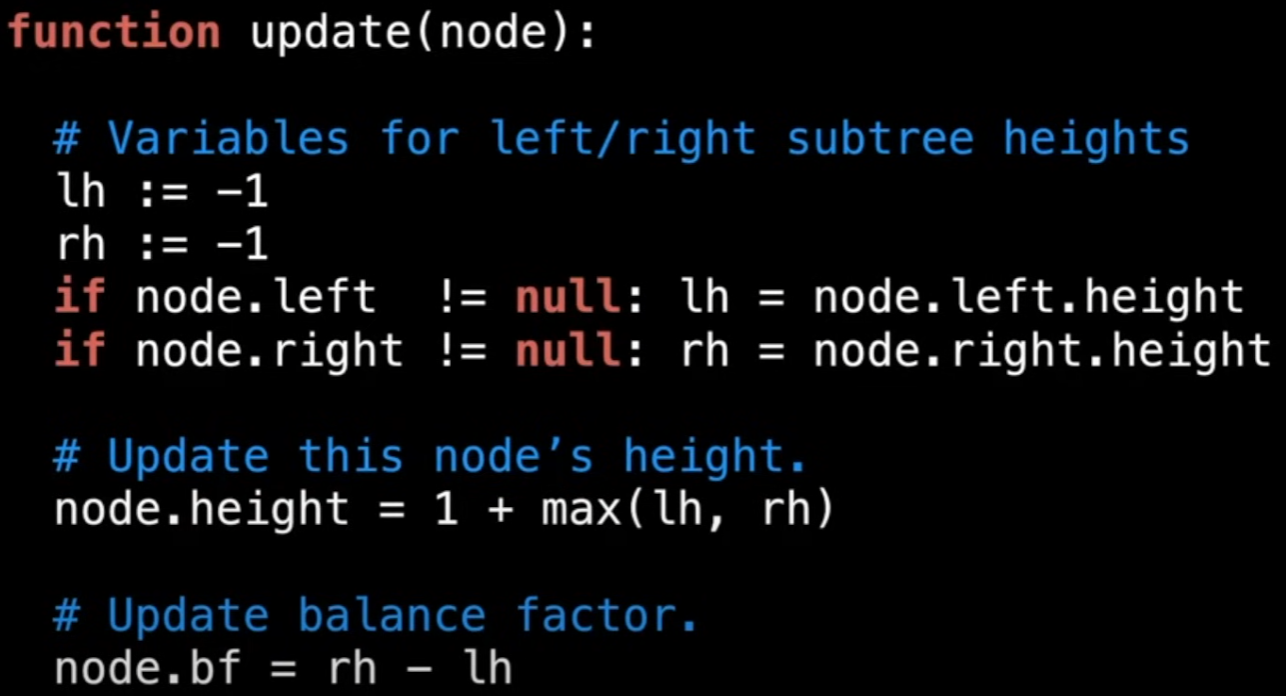 function update(node):
# Variables for left/right subtree heights
lh := -1
rh := -1
if node.left  != null: lh = node.left.height
if node.right != null: rh = node.right.height
# Update this node’s height.
node.height = 1 + max(lh, rh)
# Update balance factor.
node.bf = rh - lh